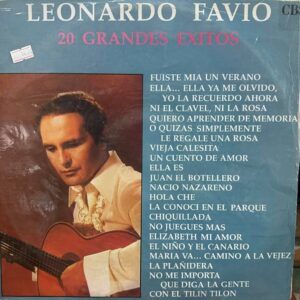 LEONARDO FAVIO
CBS
20 GRANDES EXITOS
FUISTE MIA UN VERANO
ELLA... ELLA YA ME OLVIDO,
YO LA RECUERDO AHORA
NI EL CLAVEL, NI LA ROSA
QUIERO APRENDER DE MEMORIA
O QUIZAS SIMPLEMENTE
LE REGALE UNA ROSA
VIEJA CALESITA
UN CUENTO DE AMOR
ELLA ES
JUAN EL BOTELLERO
NACIO NAZARENO
HOLA CHE
LA CONOCI EN EL PARQUE
CHIQUILLADA
NO JUEGUES MAS
ELIZABETH MI AMOR
EL NIÑO Y EL CANARIO
MARIA VA... CAMINO A LA VEJEZ
LA PLAÑIDERA
NO ME IMPORTA
QUE DIGA LA GENTE
CON EL TILIN TILON